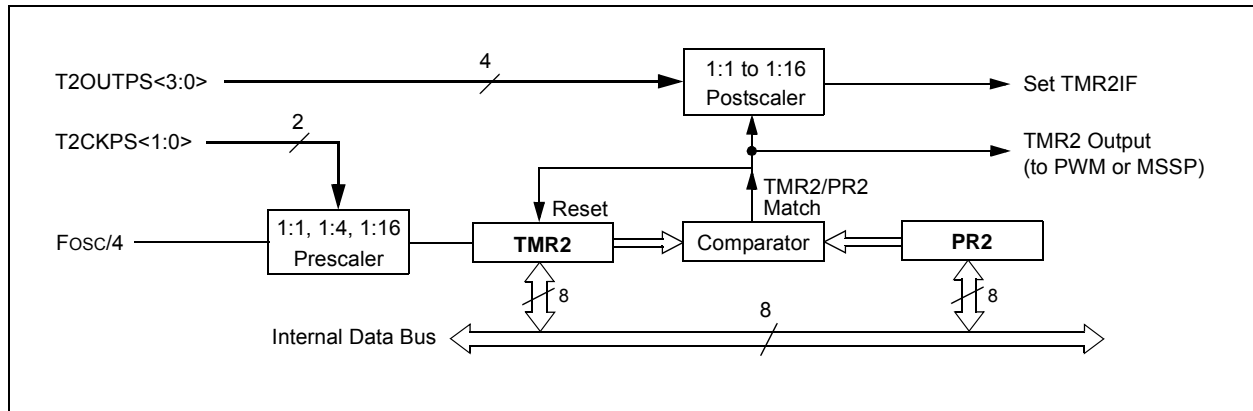 T2OUTPS<3:0>
4
1:1 to 1:16
Postscaler
Set TMR2IF
T2CKPS<1:0>
2
TMR2 Output
(to PWM or MSSP)
TMR2/PR2
Match
Reset
FOSC/4
1:1, 1:4, 1:16
Prescaler
TMR2
Comparator
PR2
8
8
8
Internal Data Bus